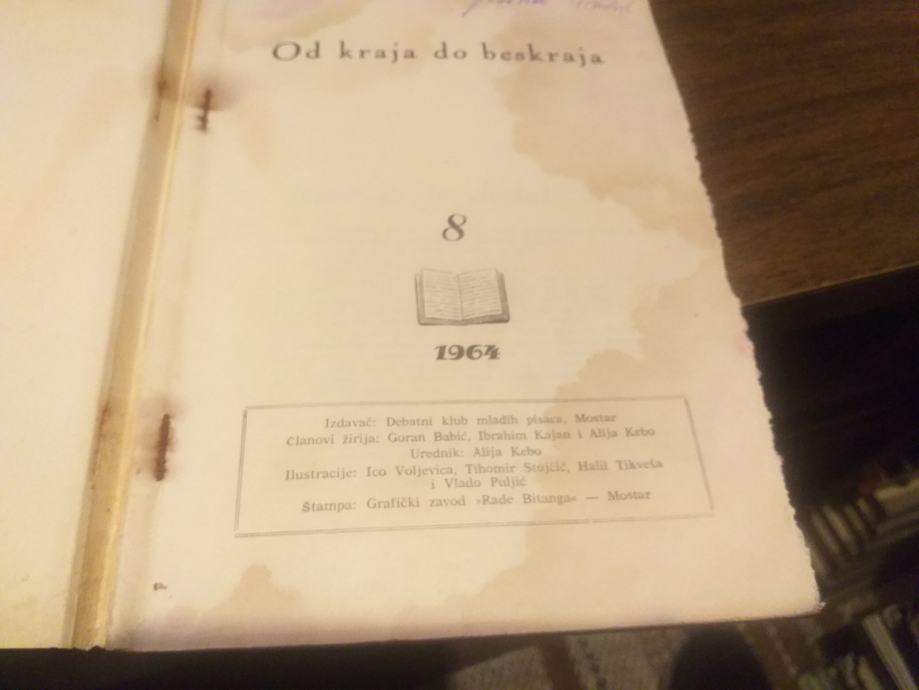 Od kraja do beskraja
8
1964
Izdavač: Debatni klub mladih pisaca, Mostar
Članovi žirija: Goran Babić, Ibrahim Kajan i Alija Kebo
Urednik: Alija Kebo
Ilustracije: Ico Voljevica, Tihomir Stojčić, Halil Tikveša
i Vlado Puljić
Štampa: Grafički zavod »Rade Bitanga« — Mostar